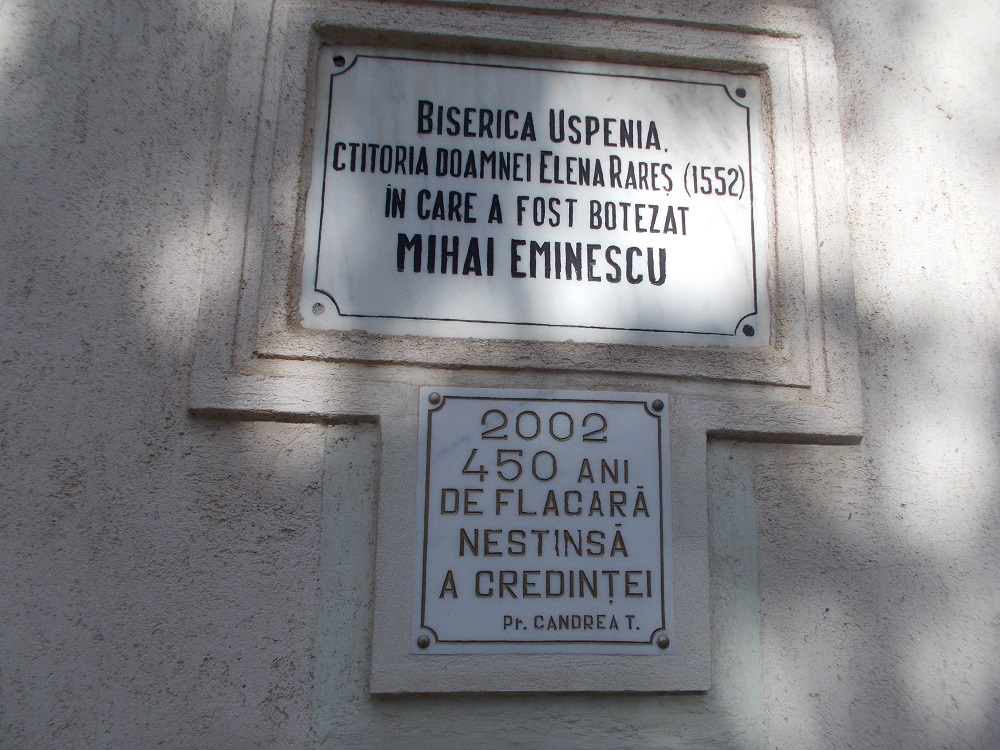 BISERICA USPENIA.
CTITORIA DOAMNEI ELENA RAREȘ (1552)
ÎN CARE A FOST BOTEZAT
MIHAI EMINESCU
2002
450 ANI
DE FLACARĂ
NESTINSĂ
A CREDINȚEI
Pr. CANDREA T.